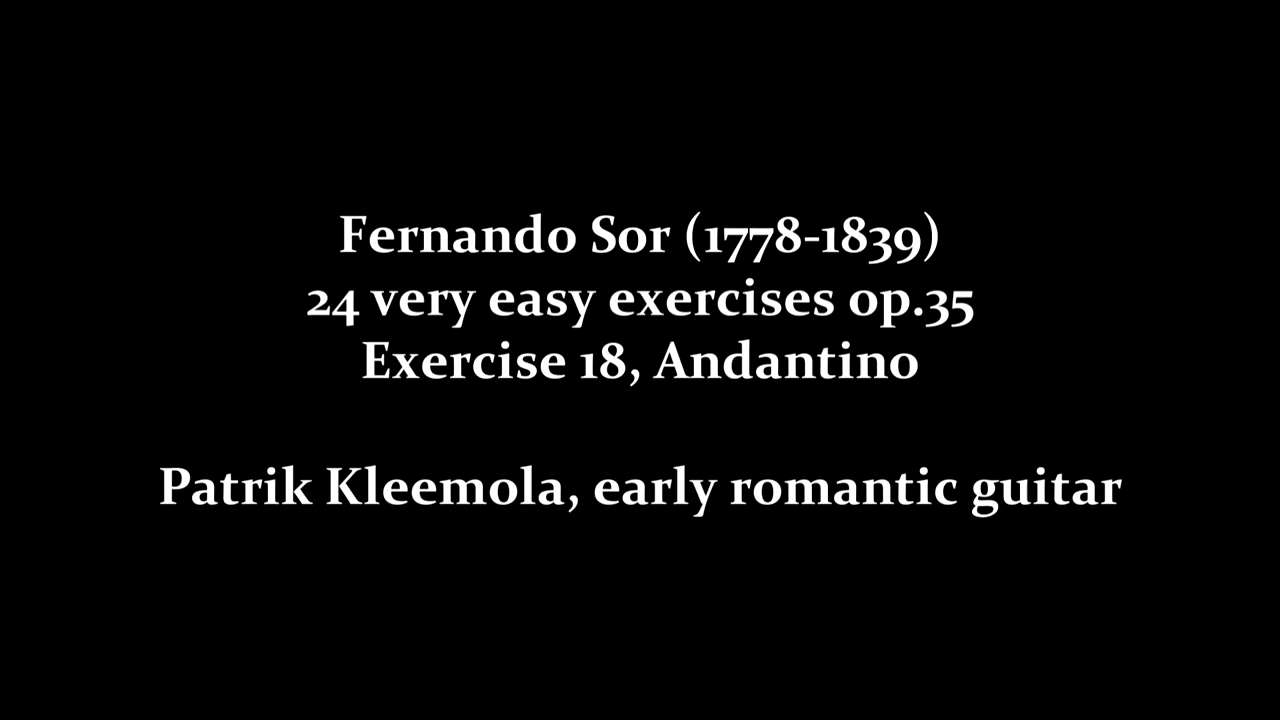 Fernando Sor (1778-1839)
24 very easy exercises op.35
Exercise 18, Andantino
Patrik Kleemola, early romantic guitar